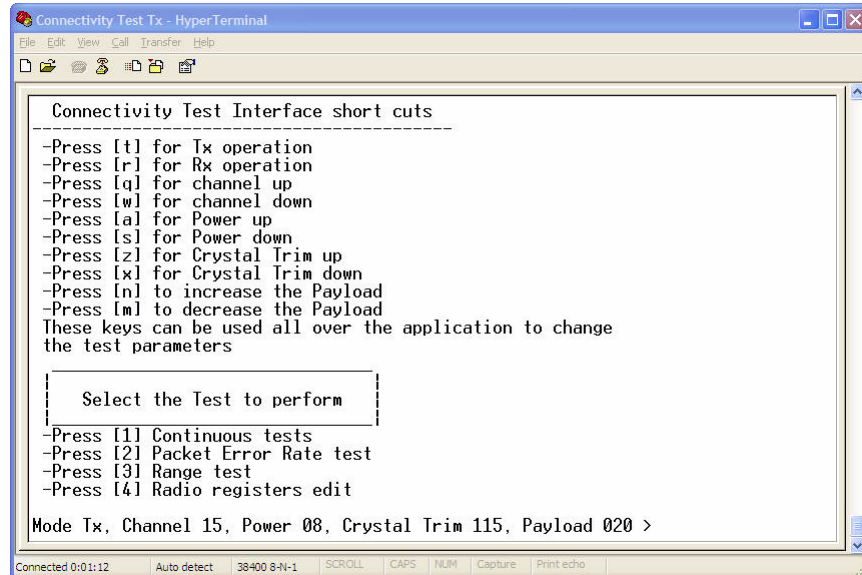 Connectivity Test Tx - HyperTerminal
File Edit View Call Transfer Help
Connectivity Test Interface short cuts
------------------------------------------
-Press [t] for Tx operation
-Press [r] for Rx operation
-Press [q] for channel up
-Press [w] for channel down
-Press [a] for Power up
-Press [s] for Power down
-Press [z] for Crystal Trim up
-Press [x] for Crystal Trim down
-Press [n] to increase the Payload
-Press [m] to decrease the Payload
These keys can be used all over the application to change
the test parameters
Select the Test to perform
-Press [1] Continuous tests
-Press [2] Packet Error Rate test
-Press [3] Range test
-Press [4] Radio registers edit
Mode Tx, Channel 15, Power 08, Crystal Trim 115, Payload 020 >
Connected 0:01:12 Auto detect 38400 8-N-1 SCROLL CAPS NUM Capture Print echo